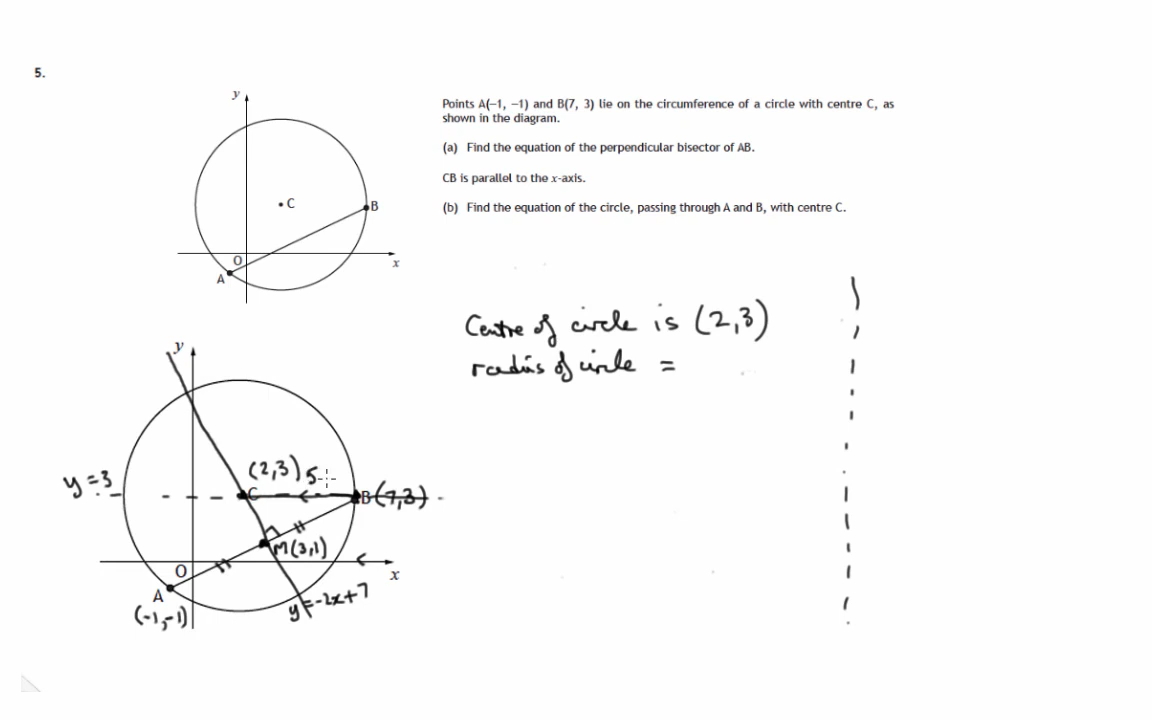 5.
y
C
B
O
x
A
Points A(−1, −1) and B(7, 3) lie on the circumference of a circle with centre C, as
shown in the diagram.
(a) Find the equation of the perpendicular bisector of AB.
CB is parallel to the x-axis.
(b) Find the equation of the circle, passing through A and B, with centre C.
Centre of circle is (2,3)
radius of circle =
y
y=3
(2,3) 5
C
B(7,3)
M(3,1)
O
x
A
(-1,-1)
y=-2x+7